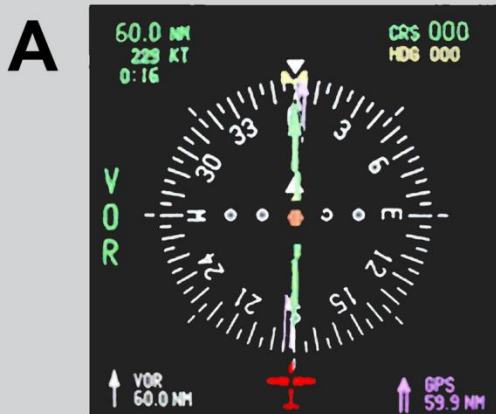 A
60.0 NM
229 KT
0:16
CRS 000
HDG 000
33
3
30
6
E
24
12
21
15
V
O
R
VOR
60.0 NM
GPS
59.9 NM